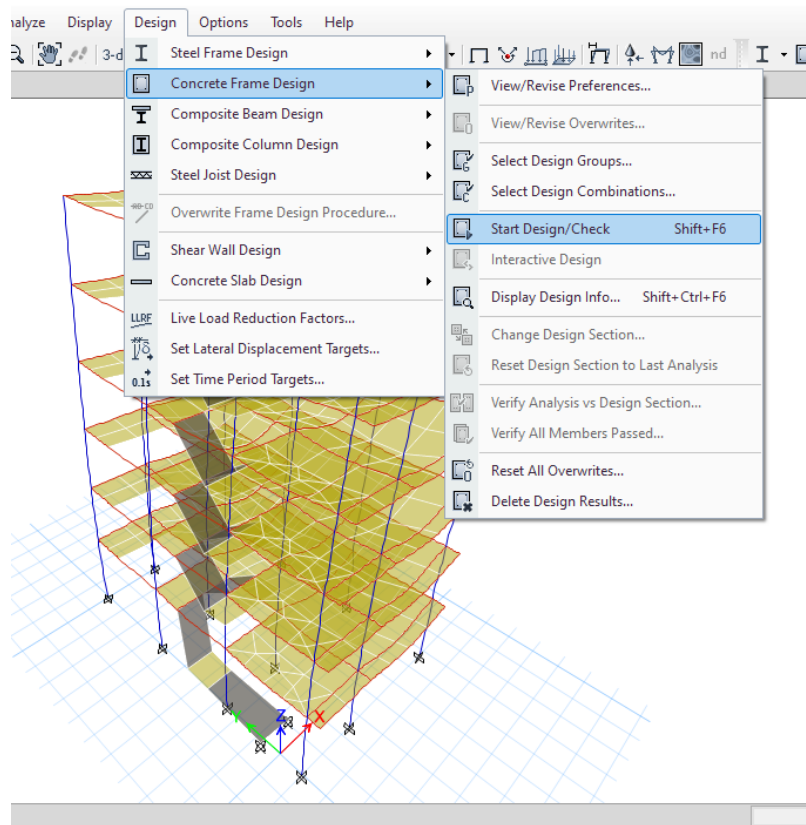 Display Design Options Tools Help
3-d nd
Steel Frame Design
Concrete Frame Design
Composite Beam Design
Composite Column Design
Steel Joist Design
Overwrite Frame Design Procedure...
Shear Wall Design
Concrete Slab Design
LLRF Live Load Reduction Factors...
Set Lateral Displacement Targets...
0.1s Set Time Period Targets...
View/Revise Preferences...
View/Revise Overwrites...
Select Design Groups...
Select Design Combinations...
Start Design/Check Shift+F6
Interactive Design
Display Design Info... Shift+Ctrl+F6
Change Design Section...
Reset Design Section to Last Analysis
Verify Analysis vs Design Section...
Verify All Members Passed...
Reset All Overwrites...
Delete Design Results...
Y Z X